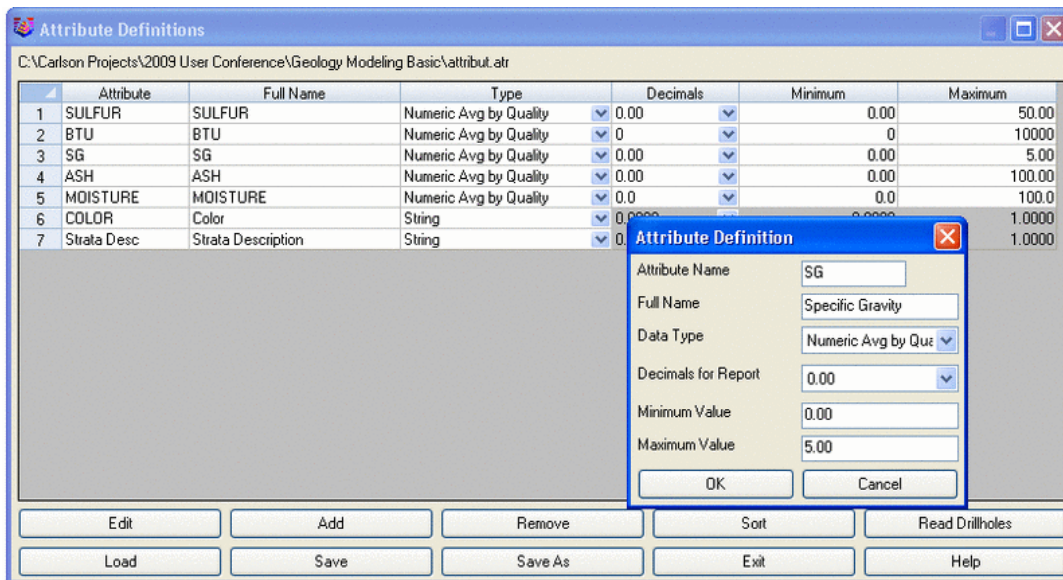 Attribute Definitions
C:\Carlson Projects\2009 User Conference\Geology Modeling Basic\attribut.atr
Attribute Full Name Type Decimals Minimum Maximum
1 SULFUR SULFUR Numeric Avg by Quality 0.00 0.00 50.00
2 BTU BTU Numeric Avg by Quality 0 0 10000
3 SG SG Numeric Avg by Quality 0.00 0.00 5.00
4 ASH ASH Numeric Avg by Quality 0.00 0.00 100.00
5 MOISTURE MOISTURE Numeric Avg by Quality 0.0 0.0 100.0
6 COLOR Color String 0.0000 0.0000 1.0000
7 Strata Desc Strata Description String 1.0000
Attribute Definition
Attribute Name SG
Full Name Specific Gravity
Data Type Numeric Avg by Qua
Decimals for Report 0.00
Minimum Value 0.00
Maximum Value 5.00
OK Cancel
Edit Add Remove Sort Read Drillholes
Load Save Save As Exit Help